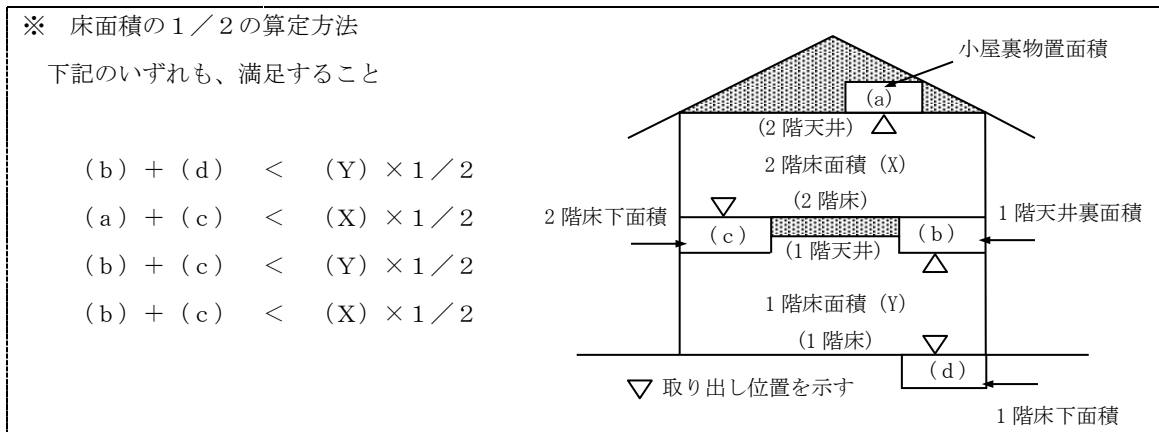 ※　床面積の１／２の算定方法
下記のいずれも、満足すること
(ｂ)＋(ｄ)　＜　(Ｙ)×１／２
(ａ)＋(ｃ)　＜　(Ｘ)×１／２
(ｂ)＋(ｃ)　＜　(Ｙ)×１／２
(ｂ)＋(ｃ)　＜　(Ｘ)×１／２
小屋裏物置面積
(a)
(2 階天井)
2 階床面積 (X)
(2 階床)
2 階床下面積
1 階天井裏面積
(ｃ)
(ｂ)
(1 階天井)
1 階床面積 (Y)
(1 階床)
(ｄ)
▽ 取り出し位置を示す
1 階床下面積